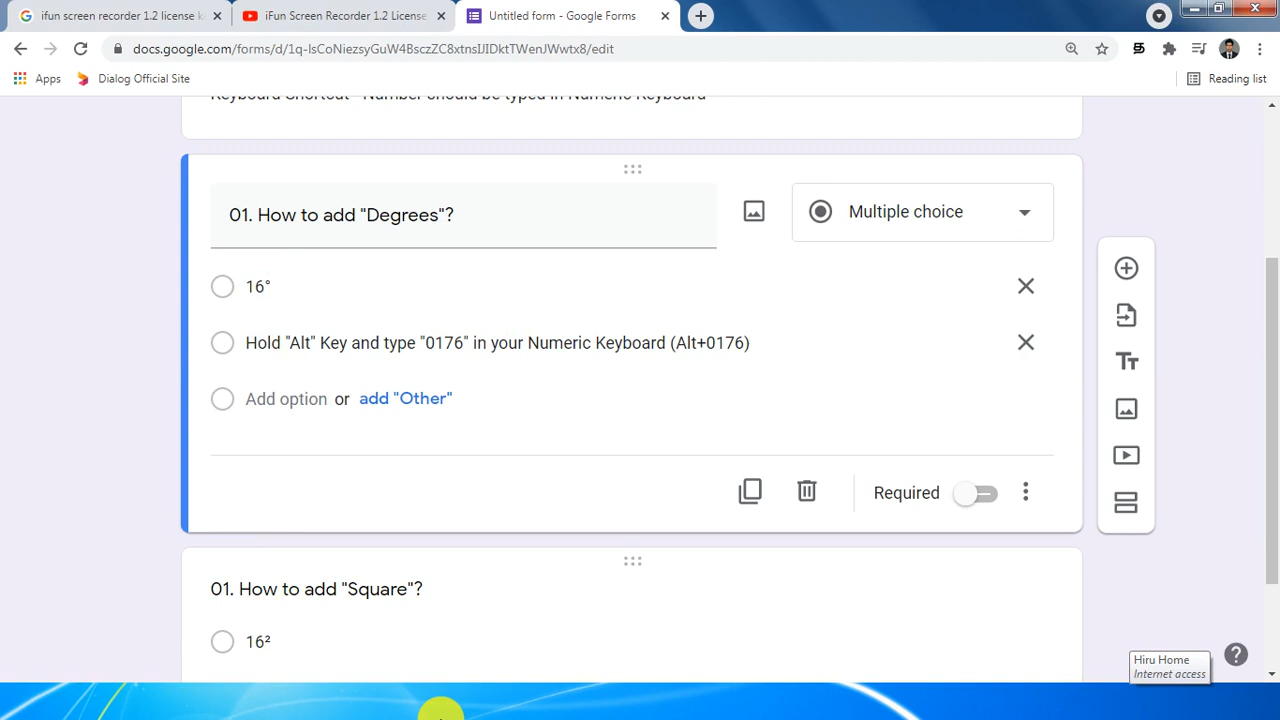 ifun screen recorder 1.2 license k
iFun Screen Recorder 1.2 License
Untitled form - Google Forms
docs.google.com/forms/d/1q-lsCoNiezsyGuW4BsczZC8xtnsIJIDktTWenJWwtx8/edit
Apps
Dialog Official Site
Reading list
Keyboard Shortcut - Number should be typed in Numeric Keyboard
01. How to add "Degrees"?
Multiple choice
16°
Hold "Alt" Key and type "0176" in your Numeric Keyboard (Alt+0176)
Add option or add "Other"
Required
01. How to add "Square"?
16²
Hiru Home
Internet access